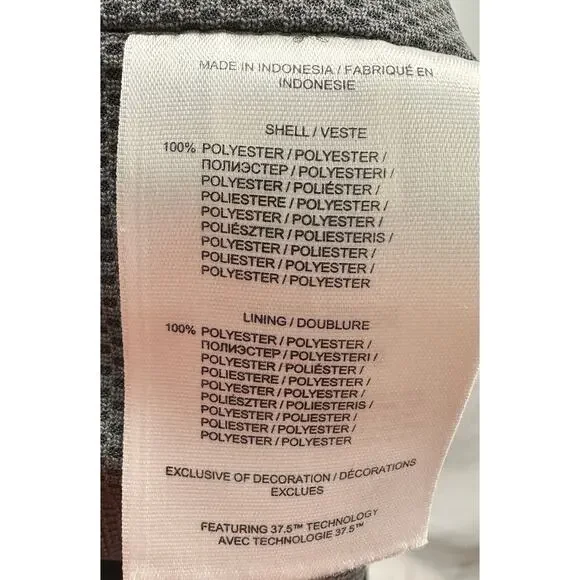 MADE IN INDONESIA / FABRIQUÉ EN
INDONESIE
SHELL / VESTE
100% POLYESTER / POLYESTER /
ПОЛИЭСТЕР / POLYESTERI /
POLYESTER / POLIÉSTER /
POLIESTERE / POLYESTER /
POLYESTER / POLYESTER /
POLIÉSZTER / POLIESTERIS /
POLYESTER / POLIESTER /
POLIESTER / POLYESTER /
POLYESTER / POLYESTER
LINING / DOUBLURE
100% POLYESTER / POLYESTER /
ПОЛИЭСТЕР / POLYESTERI /
POLYESTER / POLIÉSTER /
POLIESTERE / POLYESTER /
POLYESTER / POLYESTER /
POLIÉSZTER / POLIESTERIS /
POLYESTER / POLIESTER /
POLIESTER / POLYESTER /
POLYESTER / POLYESTER
EXCLUSIVE OF DECORATION / DÉCORATIONS
EXCLUES
FEATURING 37.5™ TECHNOLOGY
AVEC TECHNOLOGIE 37.5™